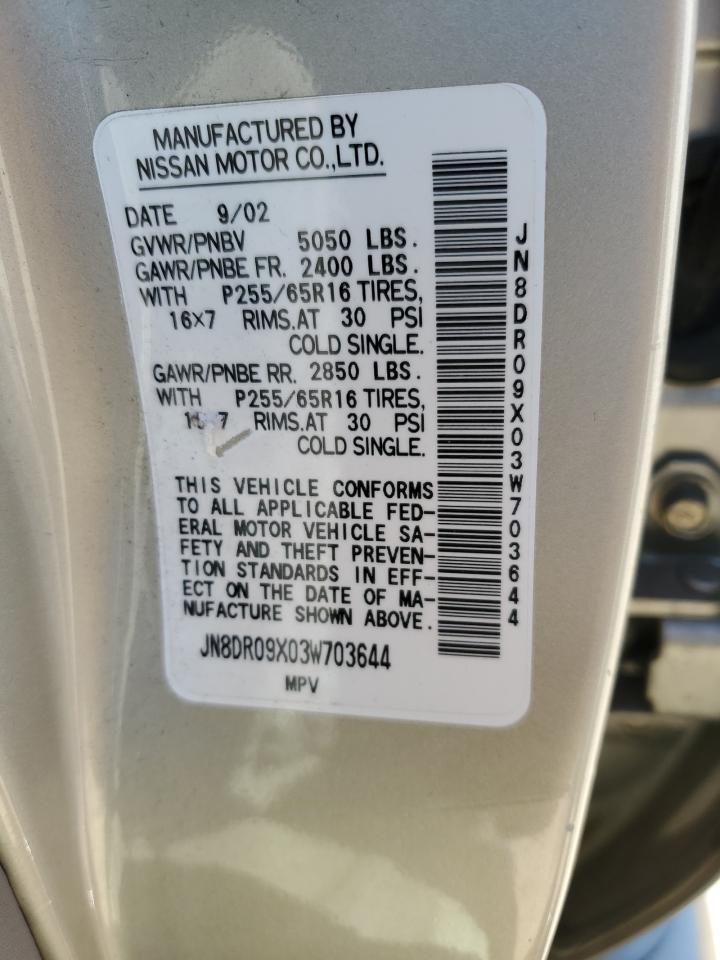 MANUFACTURED BY
NISSAN MOTOR CO.,LTD.
DATE 9/02
GVWR/PNBV 5050 LBS.
GAWR/PNBE FR. 2400 LBS.
WITH P255/65R16 TIRES,
16×7 RIMS.AT 30 PSI
COLD SINGLE.
GAWR/PNBE RR. 2850 LBS.
WITH P255/65R16 TIRES,
RIMS.AT 30 PSI
COLD SINGLE.
THIS VEHICLE CONFORMS
TO ALL APPLICABLE FED-
ERAL MOTOR VEHICLE SA-
FETY AND THEFT PREVEN-
TION STANDARDS IN EFF-
ECT ON THE DATE OF MA-
NUFACTURE SHOWN ABOVE.
JN8DR09X03W703644
MPV
JN8DR09X03W703644